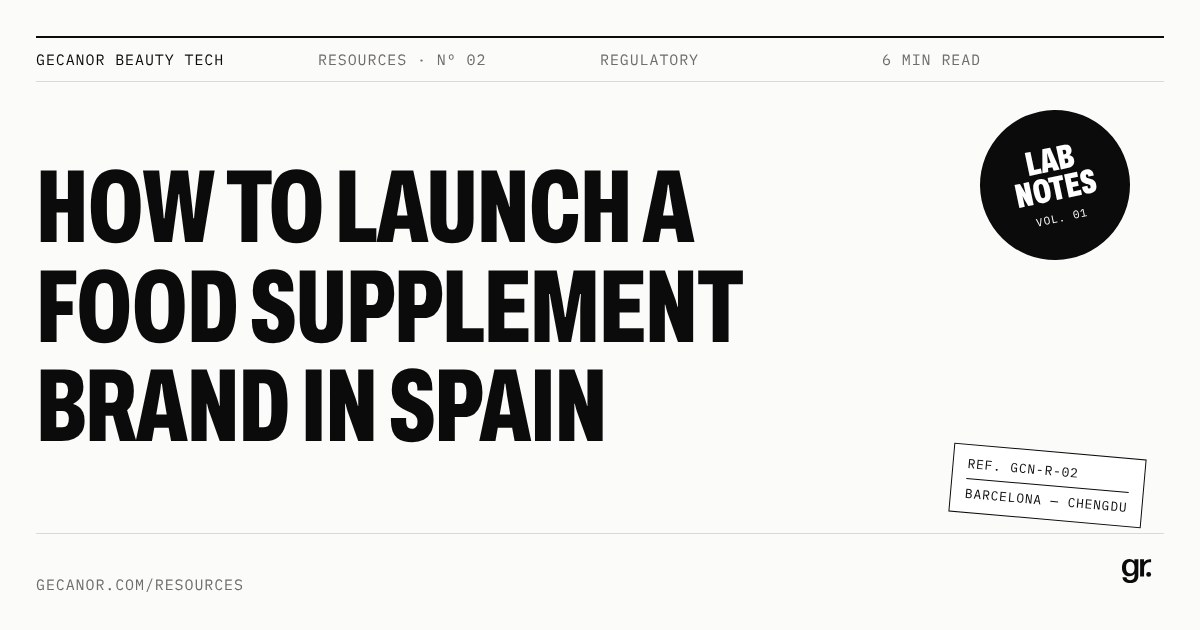 GECANOR BEAUTY TECH
RESOURCES · Nº 02
REGULATORY
6 MIN READ
LAB
NOTES
VOL. 01
HOW TO LAUNCH A
FOOD SUPPLEMENT
BRAND IN SPAIN
REF. GCN-R-02
BARCELONA — CHENGDU
GECANOR.COM/RESOURCES
gr.